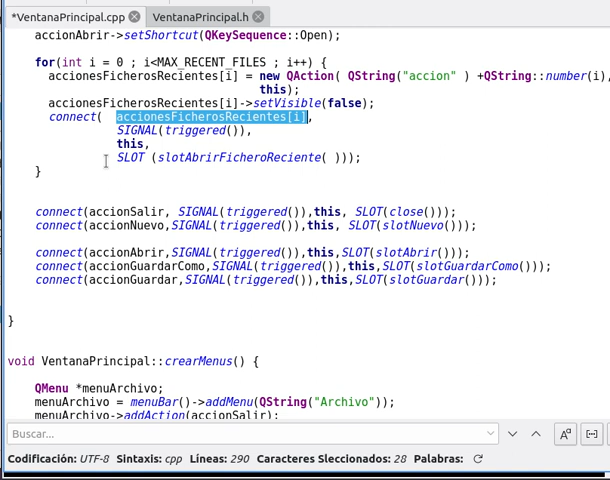 *VentanaPrincipal.cpp VentanaPrincipal.h
accionAbrir->setShortcut(QKeySequence::Open);
for(int i = 0 ; i<MAX_RECENT_FILES ; i++) {
accionesFicherosRecientes[i] = new QAction( QString("accion" ) +QString::number(i),
this);
accionesFicherosRecientes[i]->setVisible(false);
connect( accionesFicherosRecientes[i],
SIGNAL(triggered()),
this,
SLOT (slotAbrirFicheroReciente( )));
}
connect(accionSalir, SIGNAL(triggered()),this, SLOT(close()));
connect(accionNuevo,SIGNAL(triggered()),this, SLOT(slotNuevo()));
connect(accionAbrir,SIGNAL(triggered()),this,SLOT(slotAbrir()));
connect(accionGuardarComo,SIGNAL(triggered()),this,SLOT(slotGuardarComo()));
connect(accionGuardar,SIGNAL(triggered()),this,SLOT(slotGuardar()));
}
void VentanaPrincipal::crearMenus() {
QMenu *menuArchivo;
menuArchivo = menuBar()->addMenu(QString("Archivo"));
menuArchivo->addAction(accionSalir);
Buscar...
Codificación: UTF-8 Sintaxis: cpp Líneas: 290 Caracteres Sleccionados: 28 Palabras: